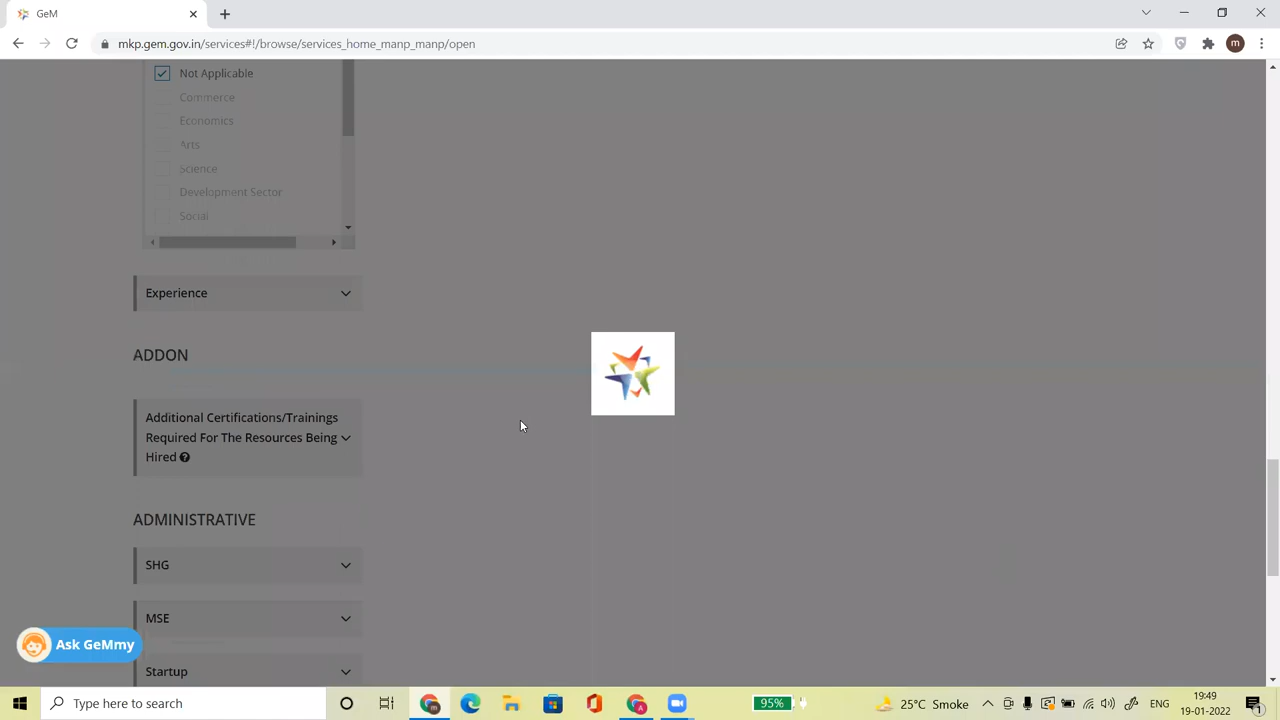 GeM
mkp.gem.gov.in/services#!/browse/services_home_manp_manp/open
m
Not Applicable
Commerce
Economics
Arts
Science
Development Sector
Social
Experience
ADDON
Additional Certifications/Trainings
Required For The Resources Being
Hired
ADMINISTRATIVE
SHG
MSE
Startup
Ask GeMmy
Type here to search
95%
25°C Smoke
ENG
19:49
19-01-2022
1